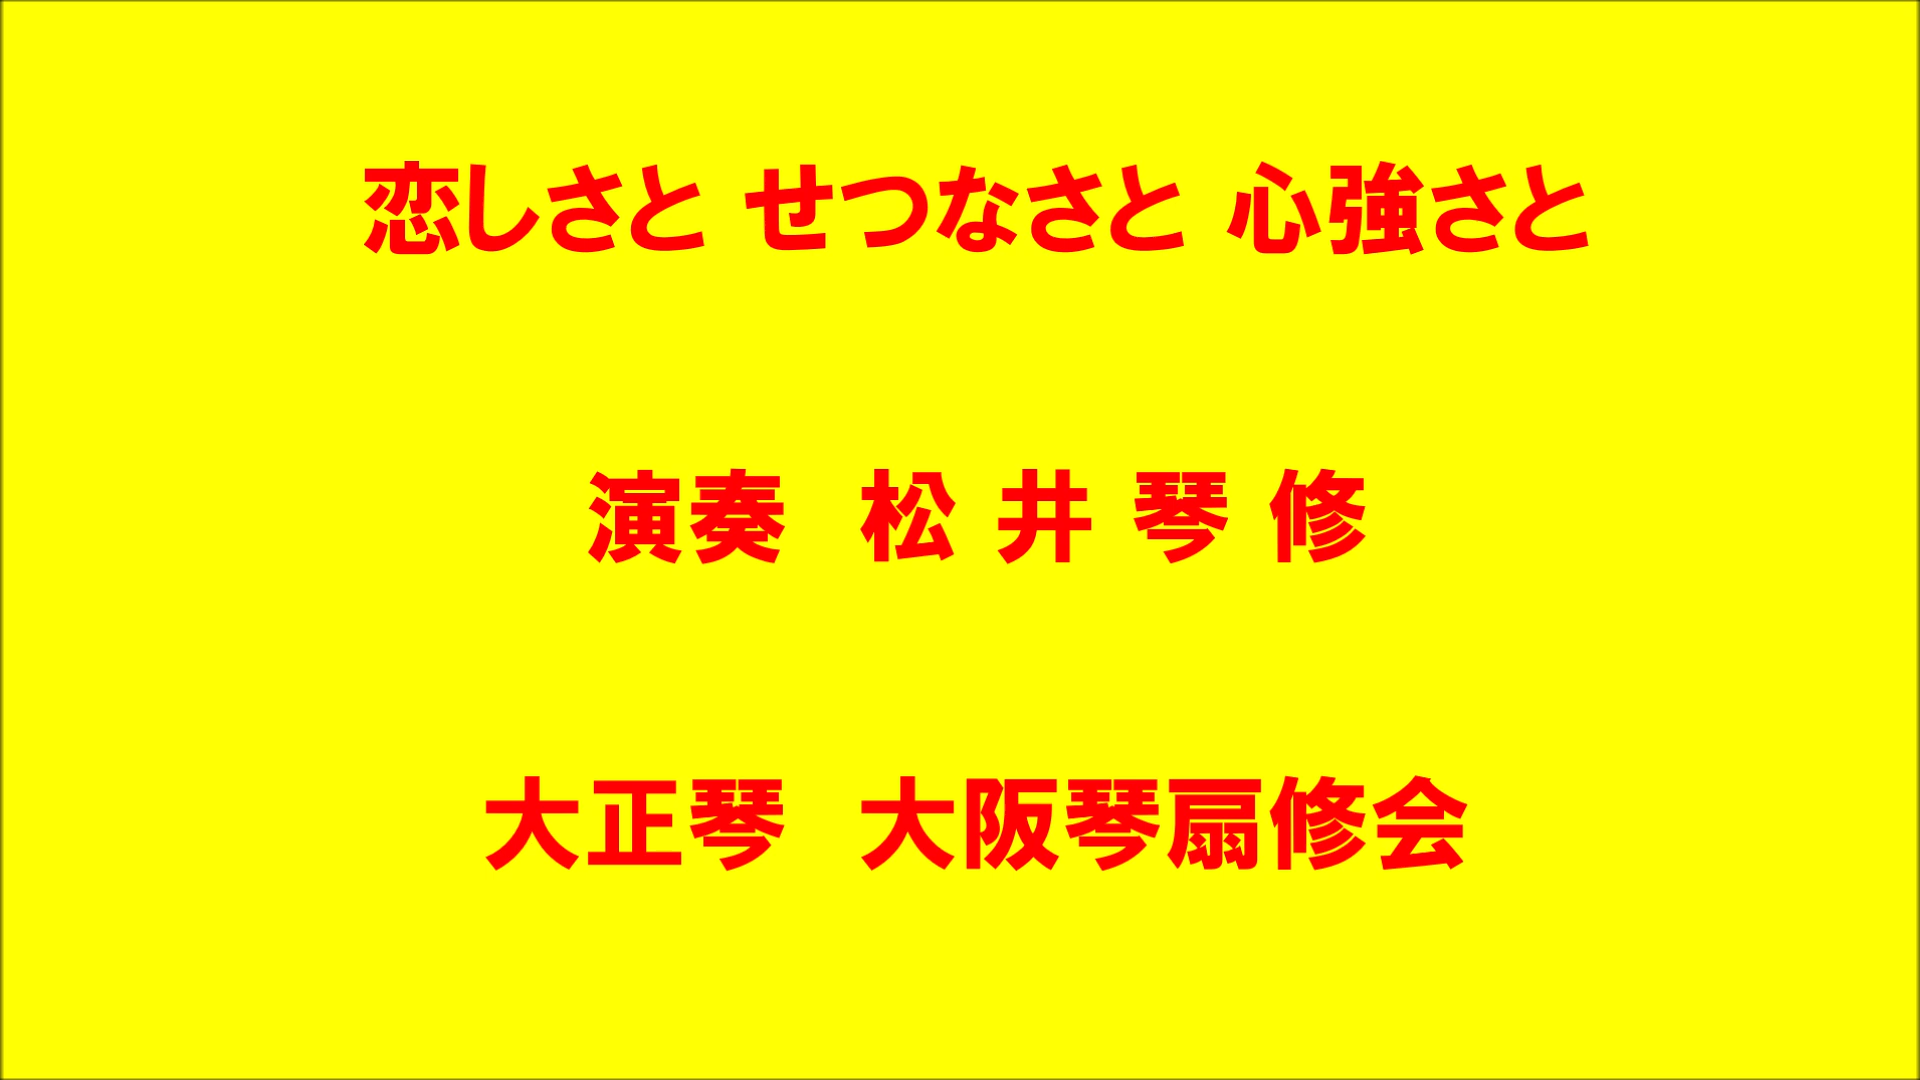 恋しさと せつなさと 心強さと
演奏 松 井 琴 修
大正琴 大阪琴扇修会